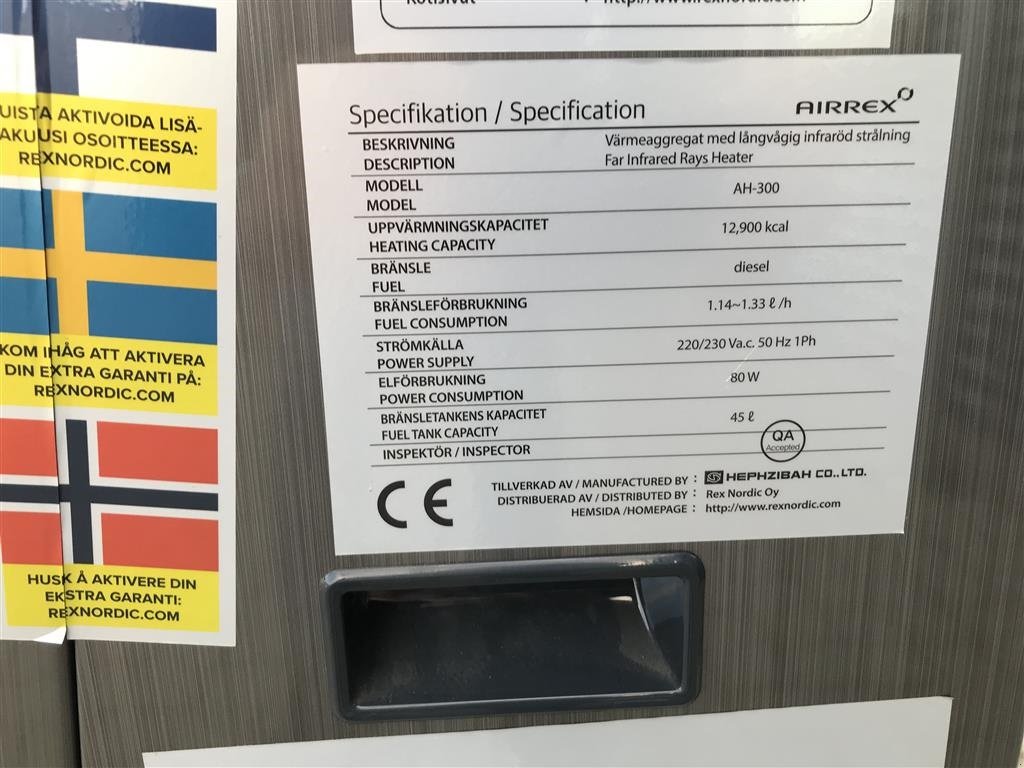 http://www.rexnordic.com
UISTA AKTIVOIDA LISÄ-
AKUUSI OSOITTEESSA:
REXNORDIC.COM
KOM IHÅG ATT AKTIVERA
DIN EXTRA GARANTI PÅ:
REXNORDIC.COM
HUSK Å AKTIVERE DIN
EKSTRA GARANTI:
REXNORDIC.COM
Specifikation / Specification
AIRREX
BESKRIVNING
DESCRIPTION
Värmeaggregat med långvågig infraröd strålning
Far Infrared Rays Heater
MODELL
MODEL
AH-300
UPPVÄRMNINGSKAPACITET
HEATING CAPACITY
12,900 kcal
BRÄNSLE
FUEL
diesel
BRÄNSLEFÖRBRUKNING
FUEL CONSUMPTION
1.14~1.33 ℓ /h
STRÖMKÄLLA
POWER SUPPLY
220/230 Va.c. 50 Hz 1Ph
ELFÖRBRUKNING
POWER CONSUMPTION
80 W
BRÄNSLETANKENS KAPACITET
FUEL TANK CAPACITY
45 ℓ
INSPEKTÖR / INSPECTOR
QA
Accepted
CE
TILLVERKAD AV / MANUFACTURED BY : HEPHZIBAH CO.,LTD.
DISTRIBUERAD AV / DISTRIBUTED BY : Rex Nordic Oy
HEMSIDA /HOMEPAGE : http://www.rexnordic.com